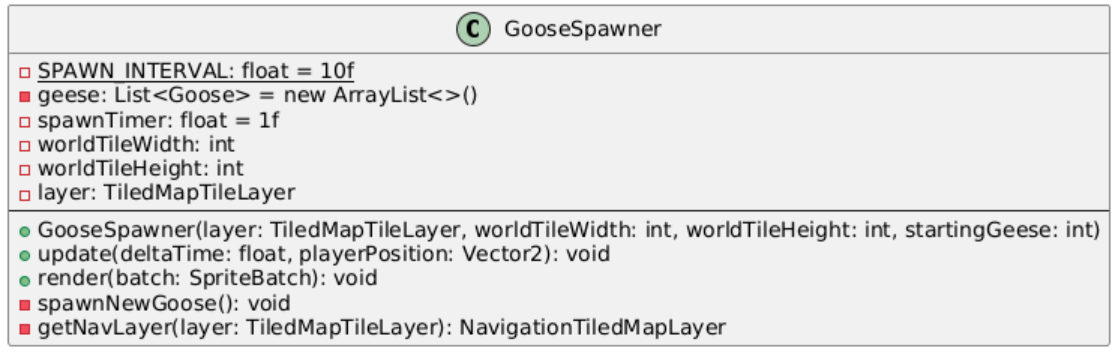 C GooseSpawner
SPAWN_INTERVAL: float = 10f
geese: List<Goose> = new ArrayList<>()
spawnTimer: float = 1f
worldTileWidth: int
worldTileHeight: int
layer: TiledMapTileLayer
GooseSpawner(layer: TiledMapTileLayer, worldTileWidth: int, worldTileHeight: int, startingGeese: int)
update(deltaTime: float, playerPosition: Vector2): void
render(batch: SpriteBatch): void
spawnNewGoose(): void
getNavLayer(layer: TiledMapTileLayer): NavigationTiledMapLayer